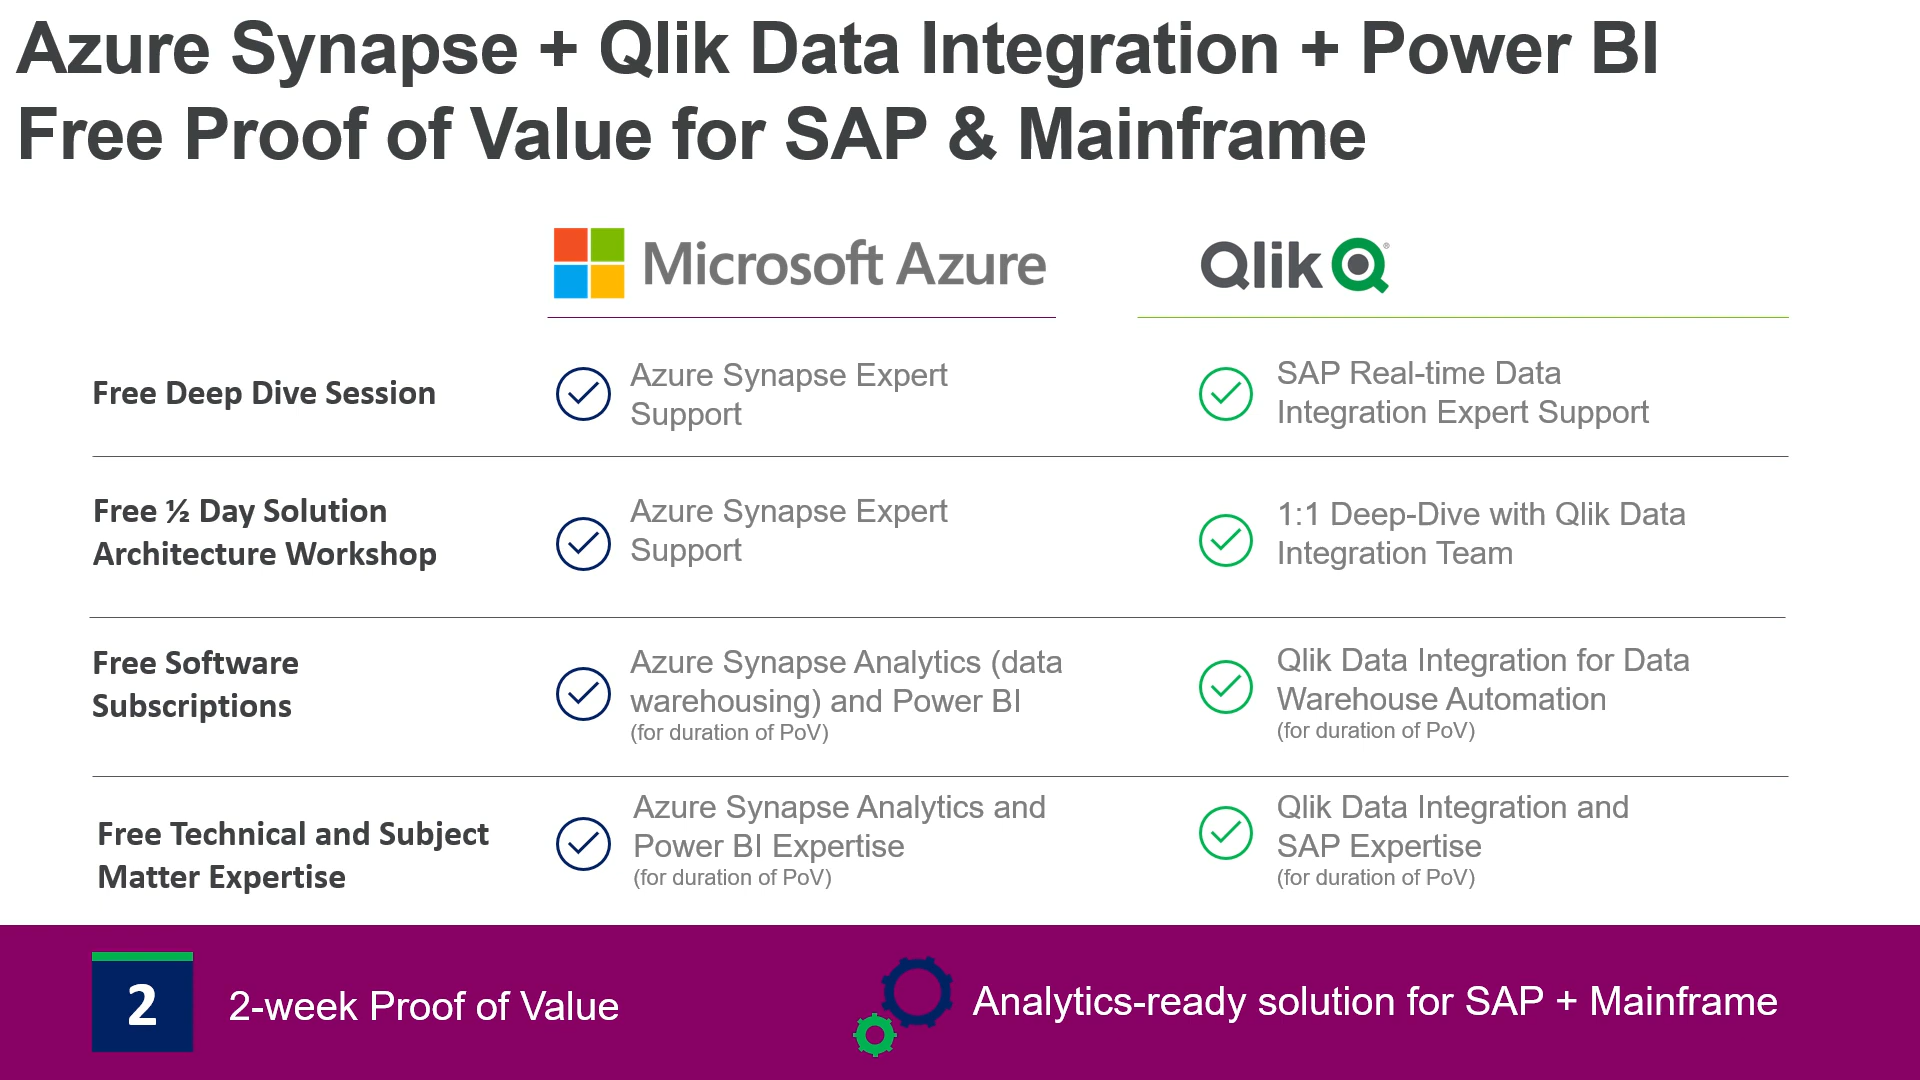 Azure Synapse + Qlik Data Integration + Power BI
Free Proof of Value for SAP & Mainframe
Microsoft Azure
Qlik ®
Free Deep Dive Session
Azure Synapse Expert
Support
SAP Real-time Data
Integration Expert Support
Free ½ Day Solution
Architecture Workshop
Azure Synapse Expert
Support
1:1 Deep-Dive with Qlik Data
Integration Team
Free Software
Subscriptions
Azure Synapse Analytics (data
warehousing) and Power BI
(for duration of PoV)
Qlik Data Integration for Data
Warehouse Automation
(for duration of PoV)
Free Technical and Subject
Matter Expertise
Azure Synapse Analytics and
Power BI Expertise
(for duration of PoV)
Qlik Data Integration and
SAP Expertise
(for duration of PoV)
2
2-week Proof of Value
Analytics-ready solution for SAP + Mainframe